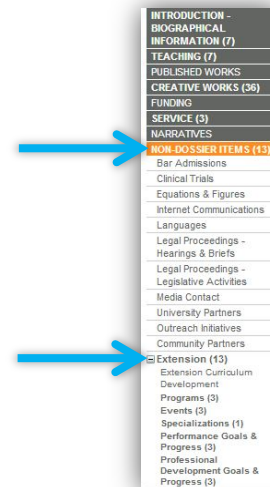 INTRODUCTION -
BIOGRAPHICAL
INFORMATION (7)
TEACHING (7)
PUBLISHED WORKS
CREATIVE WORKS (36)
FUNDING
SERVICE (3)
NARRATIVES
NON-DOSSIER ITEMS (13)
Bar Admissions
Clinical Trials
Equations & Figures
Internet Communications
Languages
Legal Proceedings -
Hearings & Briefs
Legal Proceedings -
Legislative Activities
Media Contact
University Partners
Outreach Initiatives
Community Partners
Extension (13)
Extension Curriculum
Development
Programs (3)
Events (3)
Specializations (1)
Performance Goals &
Progress (3)
Professional
Development Goals &
Progress (3)